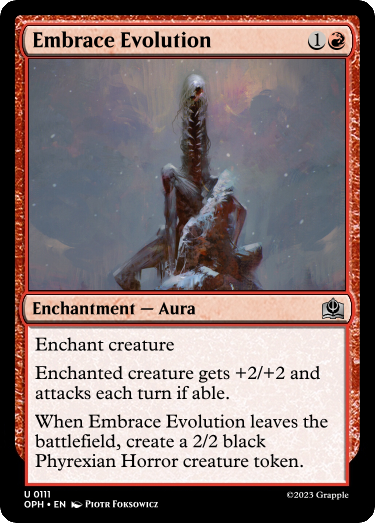 Embrace Evolution 1
Enchantment — Aura
Enchant creature
Enchanted creature gets +2/+2 and
attacks each turn if able.
When Embrace Evolution leaves the
battlefield, create a 2/2 black
Phyrexian Horror creature token.
U 0111
OPH • EN Piotr Foksowicz
©2023 Grapple